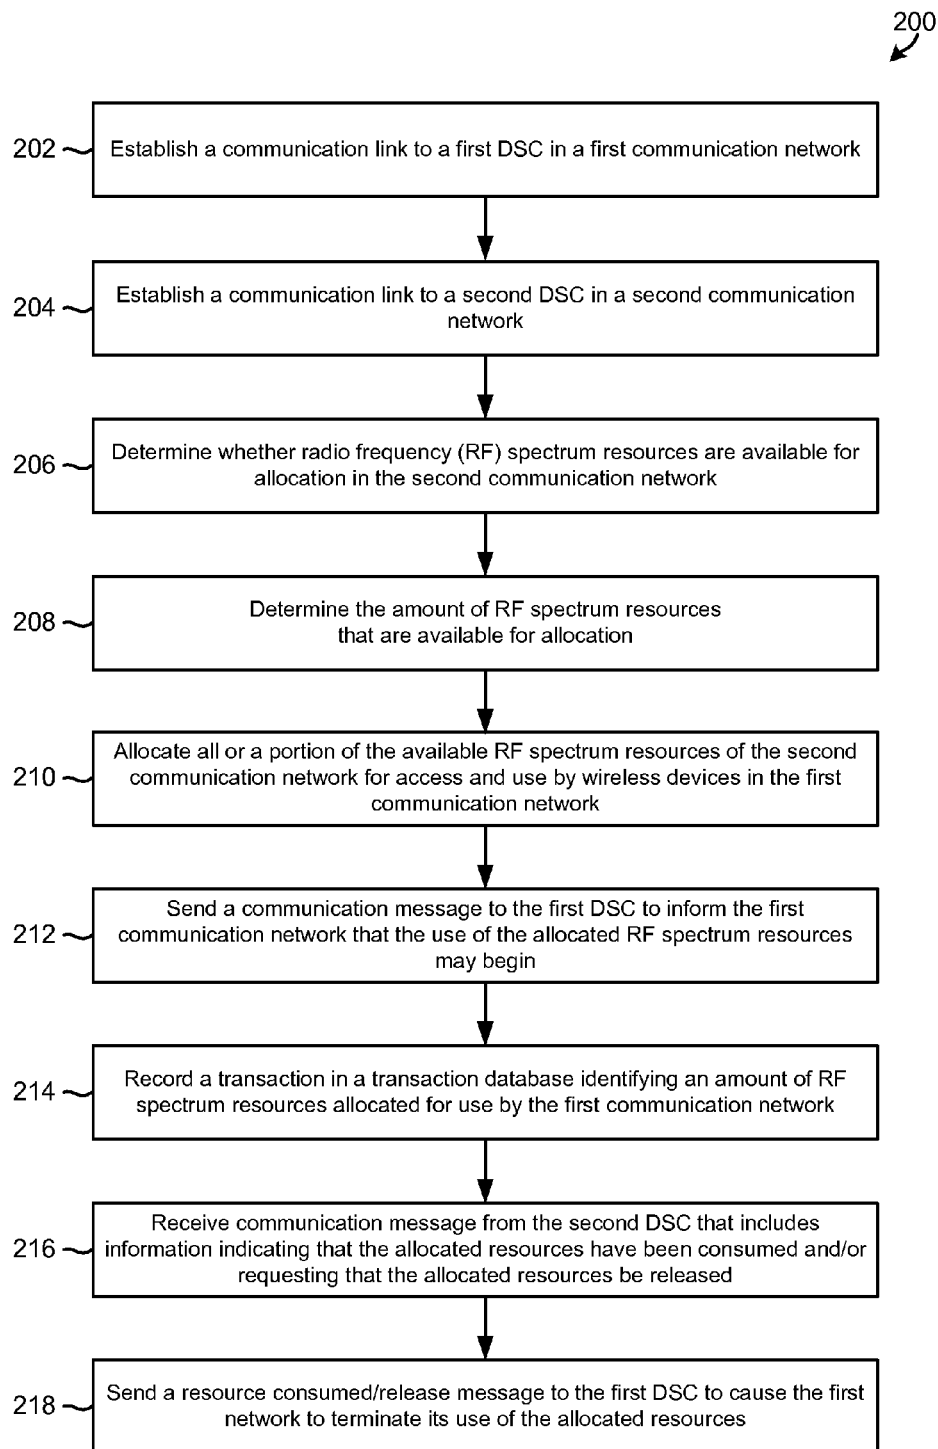 200
202
Establish a communication link to a first DSC in a first communication network
204
Establish a communication link to a second DSC in a second communication
network
206
Determine whether radio frequency (RF) spectrum resources are available for
allocation in the second communication network
208
Determine the amount of RF spectrum resources
that are available for allocation
210
Allocate all or a portion of the available RF spectrum resources of the second
communication network for access and use by wireless devices in the first
communication network
212
Send a communication message to the first DSC to inform the first
communication network that the use of the allocated RF spectrum resources
may begin
214
Record a transaction in a transaction database identifying an amount of RF
spectrum resources allocated for use by the first communication network
216
Receive communication message from the second DSC that includes
information indicating that the allocated resources have been consumed and/or
requesting that the allocated resources be released
218
Send a resource consumed/release message to the first DSC to cause the first
network to terminate its use of the allocated resources